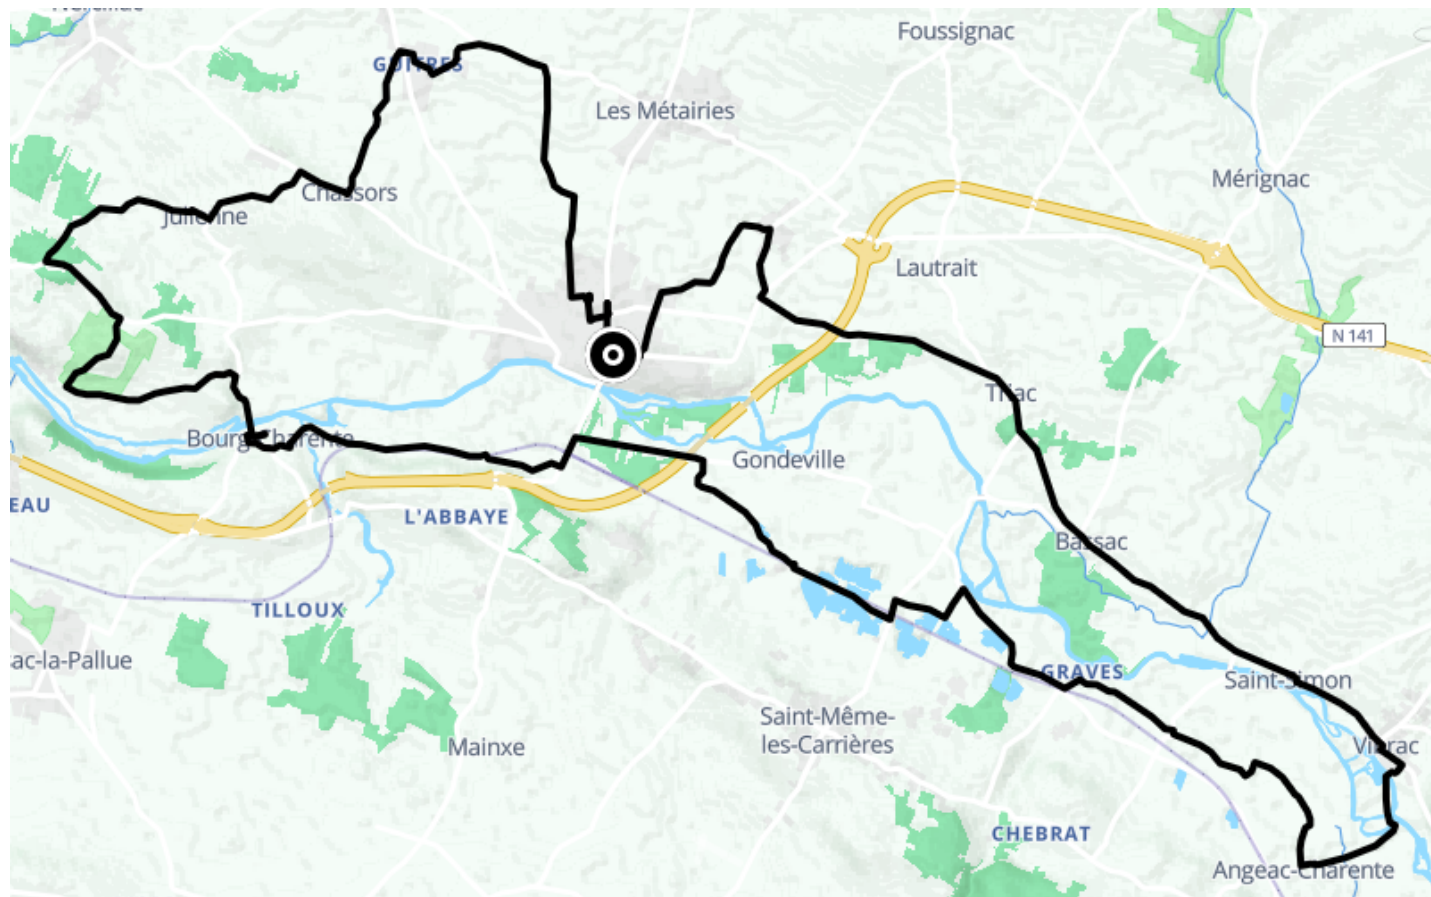 Foussignac
GUITRES
Les Métairies
Mérignac
Chassors
Julienne
Lautrait
N 141
Triac
Bourg-Charente
Gondeville
EAU
L'ABBAYE
Bassac
TILLOUX
ac-la-Pallue
GRAVES
Saint-Simon
Saint-Même-
les-Carrières
Mainxe
Vibrac
CHEBRAT
Angeac-Charente